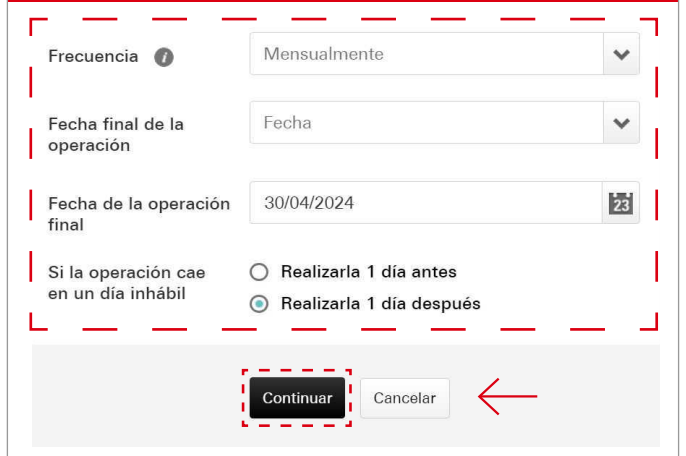 Frecuencia i Mensualmente
Fecha final de la
operación
Fecha
Fecha de la operación
final
30/04/2024 23
Si la operación cae
en un día inhábil
Realizarla 1 día antes
Realizarla 1 día después
Continuar Cancelar